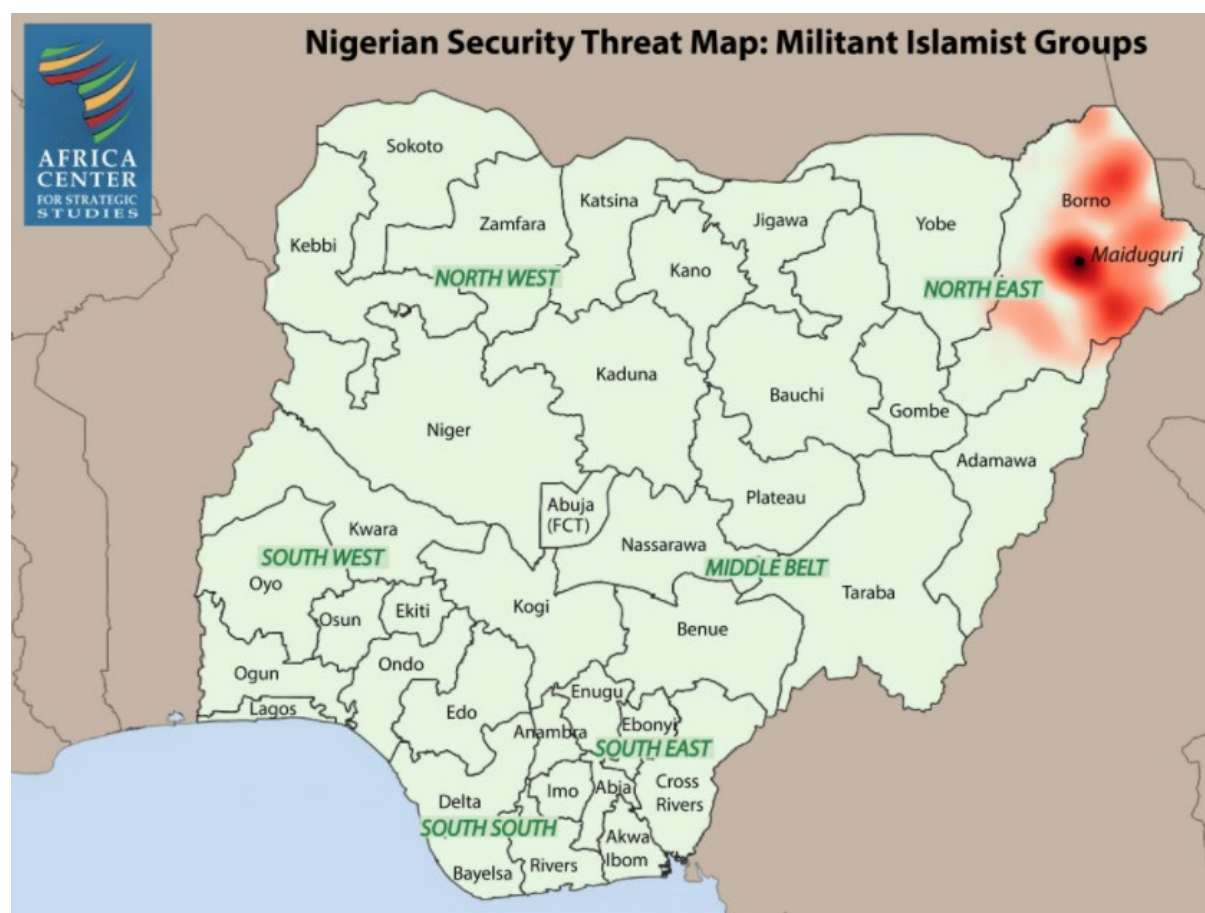 Nigerian Security Threat Map: Militant Islamist Groups
AFRICA
CENTER
FOR STRATEGIC
STUDIES
Sokoto
Katsina
Zamfara
Jigawa
Yobe
Borno
Kebbi
Kano
Maiduguri
NORTH WEST
NORTH EAST
Kaduna
Bauchi
Gombe
Niger
Adamawa
Plateau
Abuja
(FCT)
Kwara
Nassarawa
SOUTH WEST
MIDDLE BELT
Oyo
Taraba
Kogi
Osun
Ekiti
Benue
Ondo
Ogun
Enugu
Lagos
Edo
Ebonyi
Anambra
SOUTH EAST
Imo
Abia
Cross
Rivers
Delta
SOUTH SOUTH
Akwa
Ibom
Bayelsa
Rivers